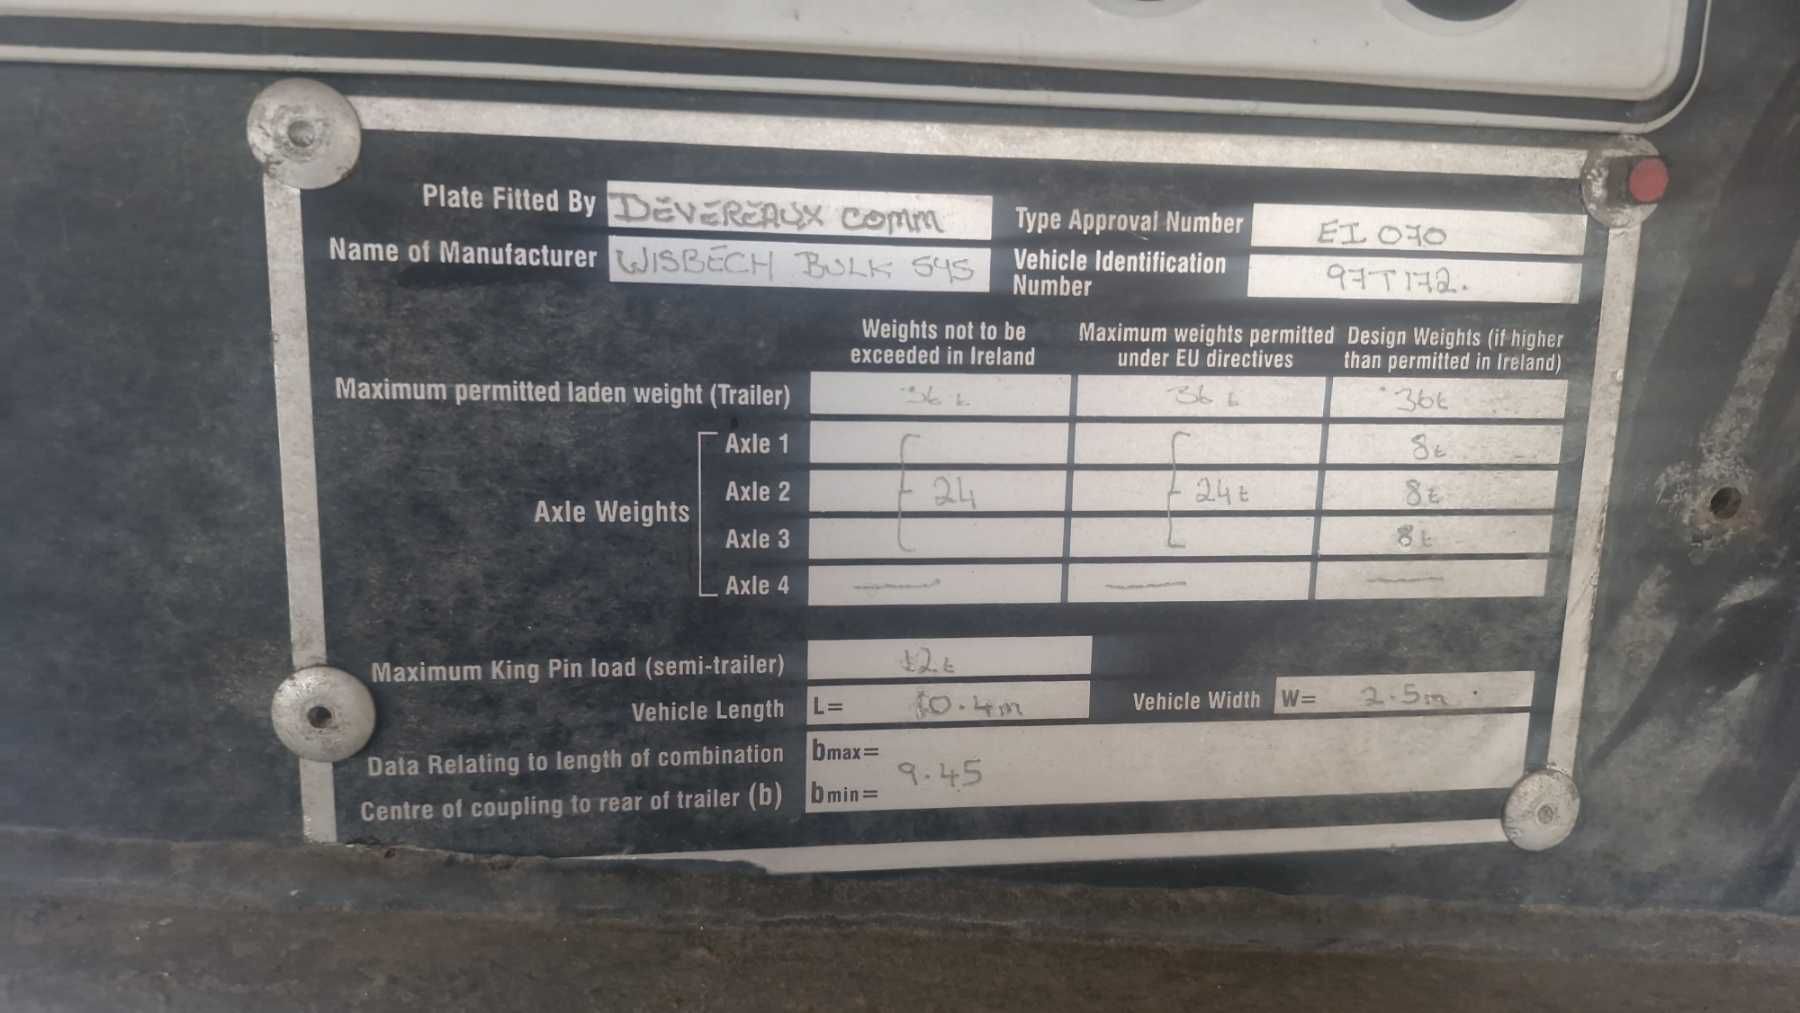 Plate Fitted By DEVEREAUX COMM Type Approval Number EI 070
Name of Manufacturer WISBECH BULK SYS Vehicle Identification Number 97T172.
Weights not to be exceeded in Ireland
Maximum weights permitted under EU directives
Design Weights (if higher than permitted in Ireland)
Maximum permitted laden weight (Trailer) 36t 36t 36t
Axle Weights
Axle 1 8t
Axle 2 24 24t 8t
Axle 3 8t
Axle 4 — — —
Maximum King Pin load (semi-trailer) 12t
Vehicle Length L= 10.4m Vehicle Width W= 2.5m
Data Relating to length of combination bmax=
9.45
Centre of coupling to rear of trailer (b) bmin=